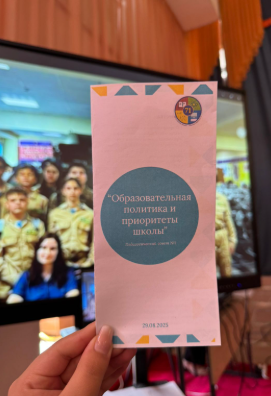 "Образовательная
политика и
приоритеты
школы"
29.08.2025